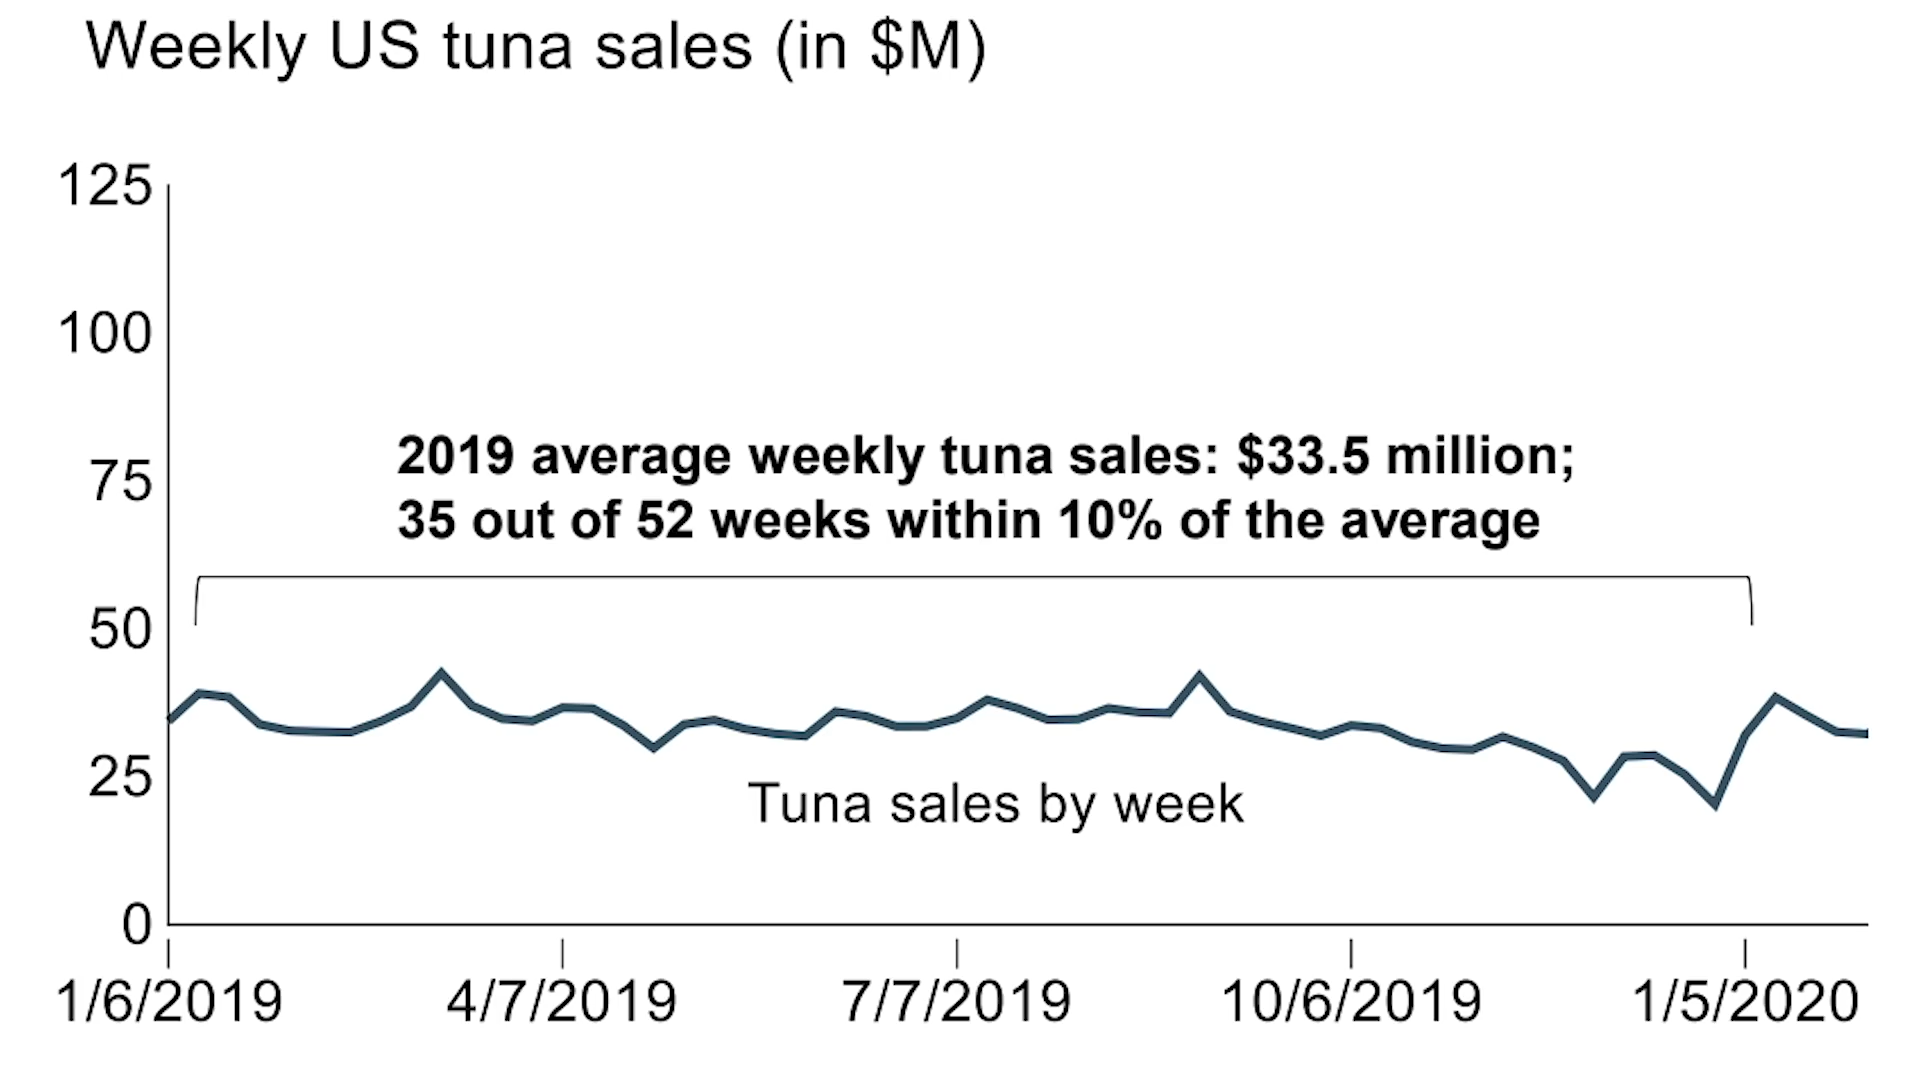 Weekly US tuna sales (in $M)
125
100
75
50
25
0
2019 average weekly tuna sales: $33.5 million;
35 out of 52 weeks within 10% of the average
Tuna sales by week
1/6/2019
4/7/2019
7/7/2019
10/6/2019
1/5/2020